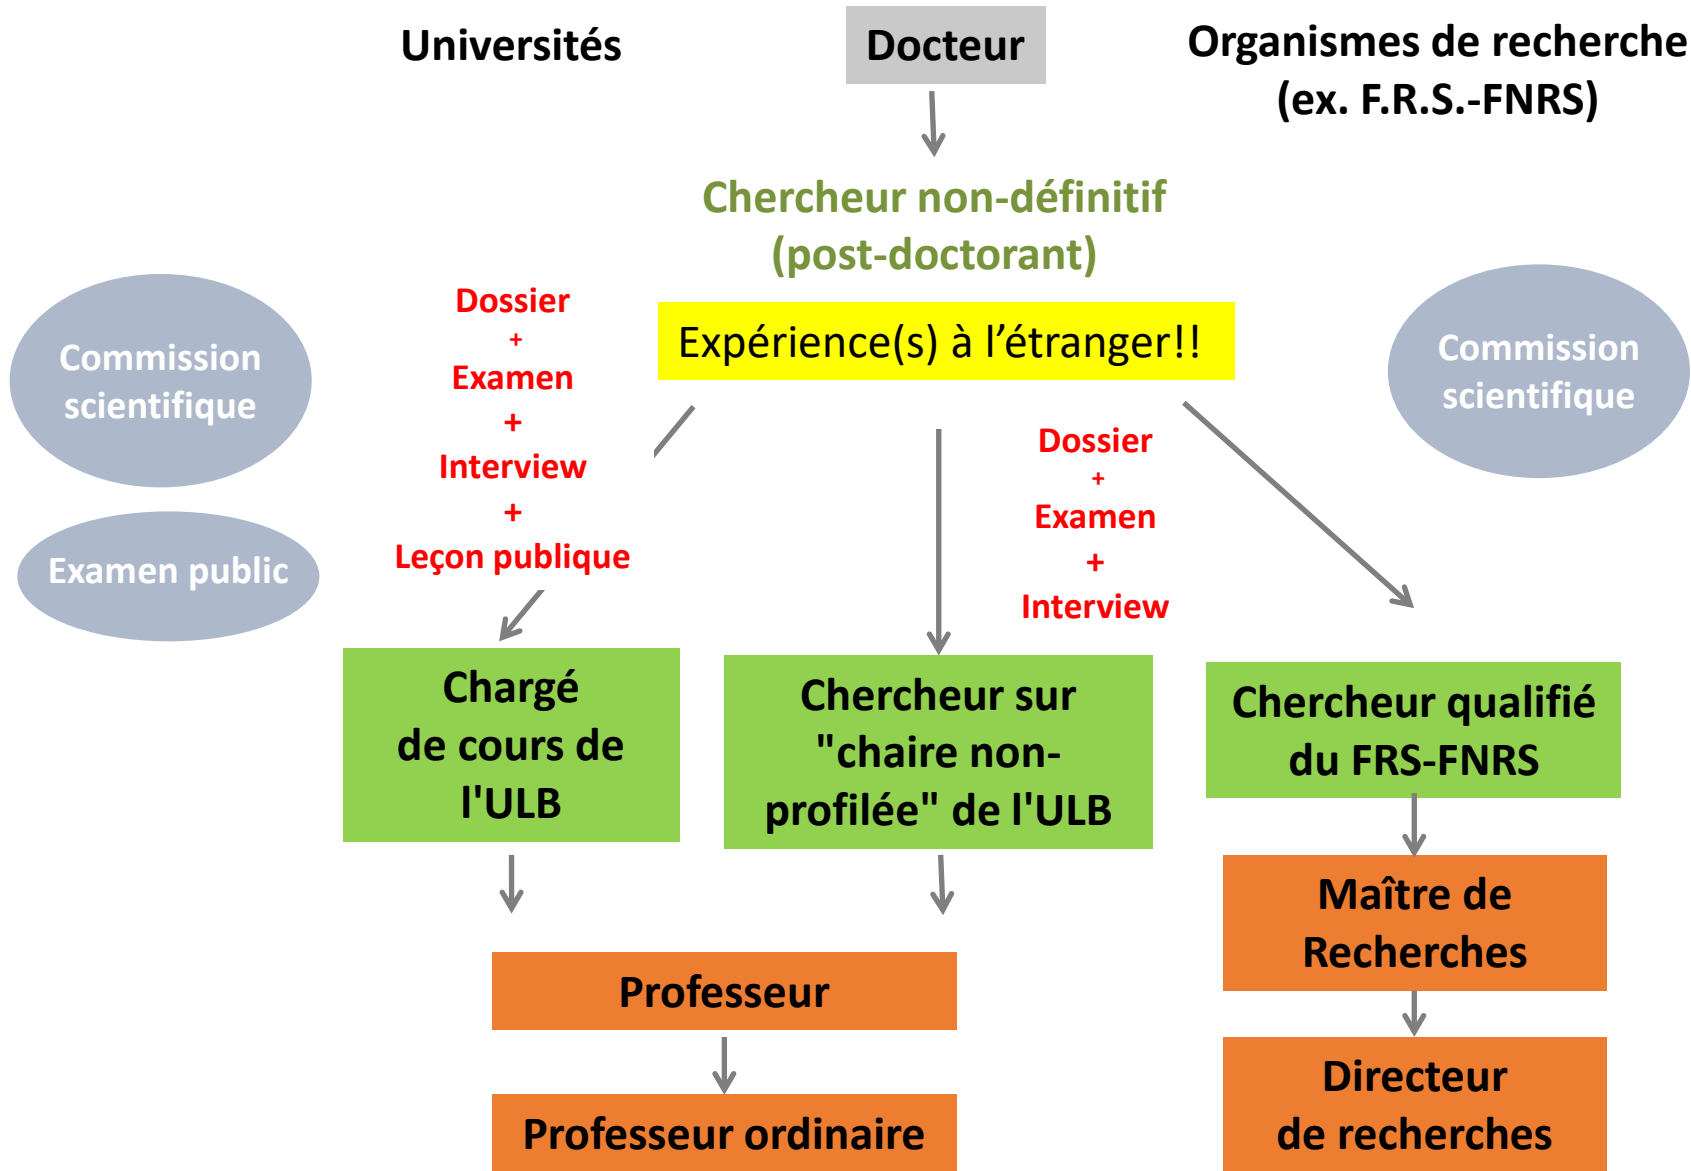 Universités
Docteur
Organismes de recherche
(ex. F.R.S.-FNRS)
Chercheur non-définitif
(post-doctorant)
Expérience(s) à l’étranger!!
Commission
scientifique
Examen public
Dossier
+
Examen
+
Interview
+
Leçon publique
Dossier
+
Examen
+
Interview
Commission
scientifique
Chargé
de cours de
l'ULB
Chercheur sur
"chaire non-
profilée" de l'ULB
Chercheur qualifié
du FRS-FNRS
Maître de
Recherches
Professeur
Directeur
de recherches
Professeur ordinaire